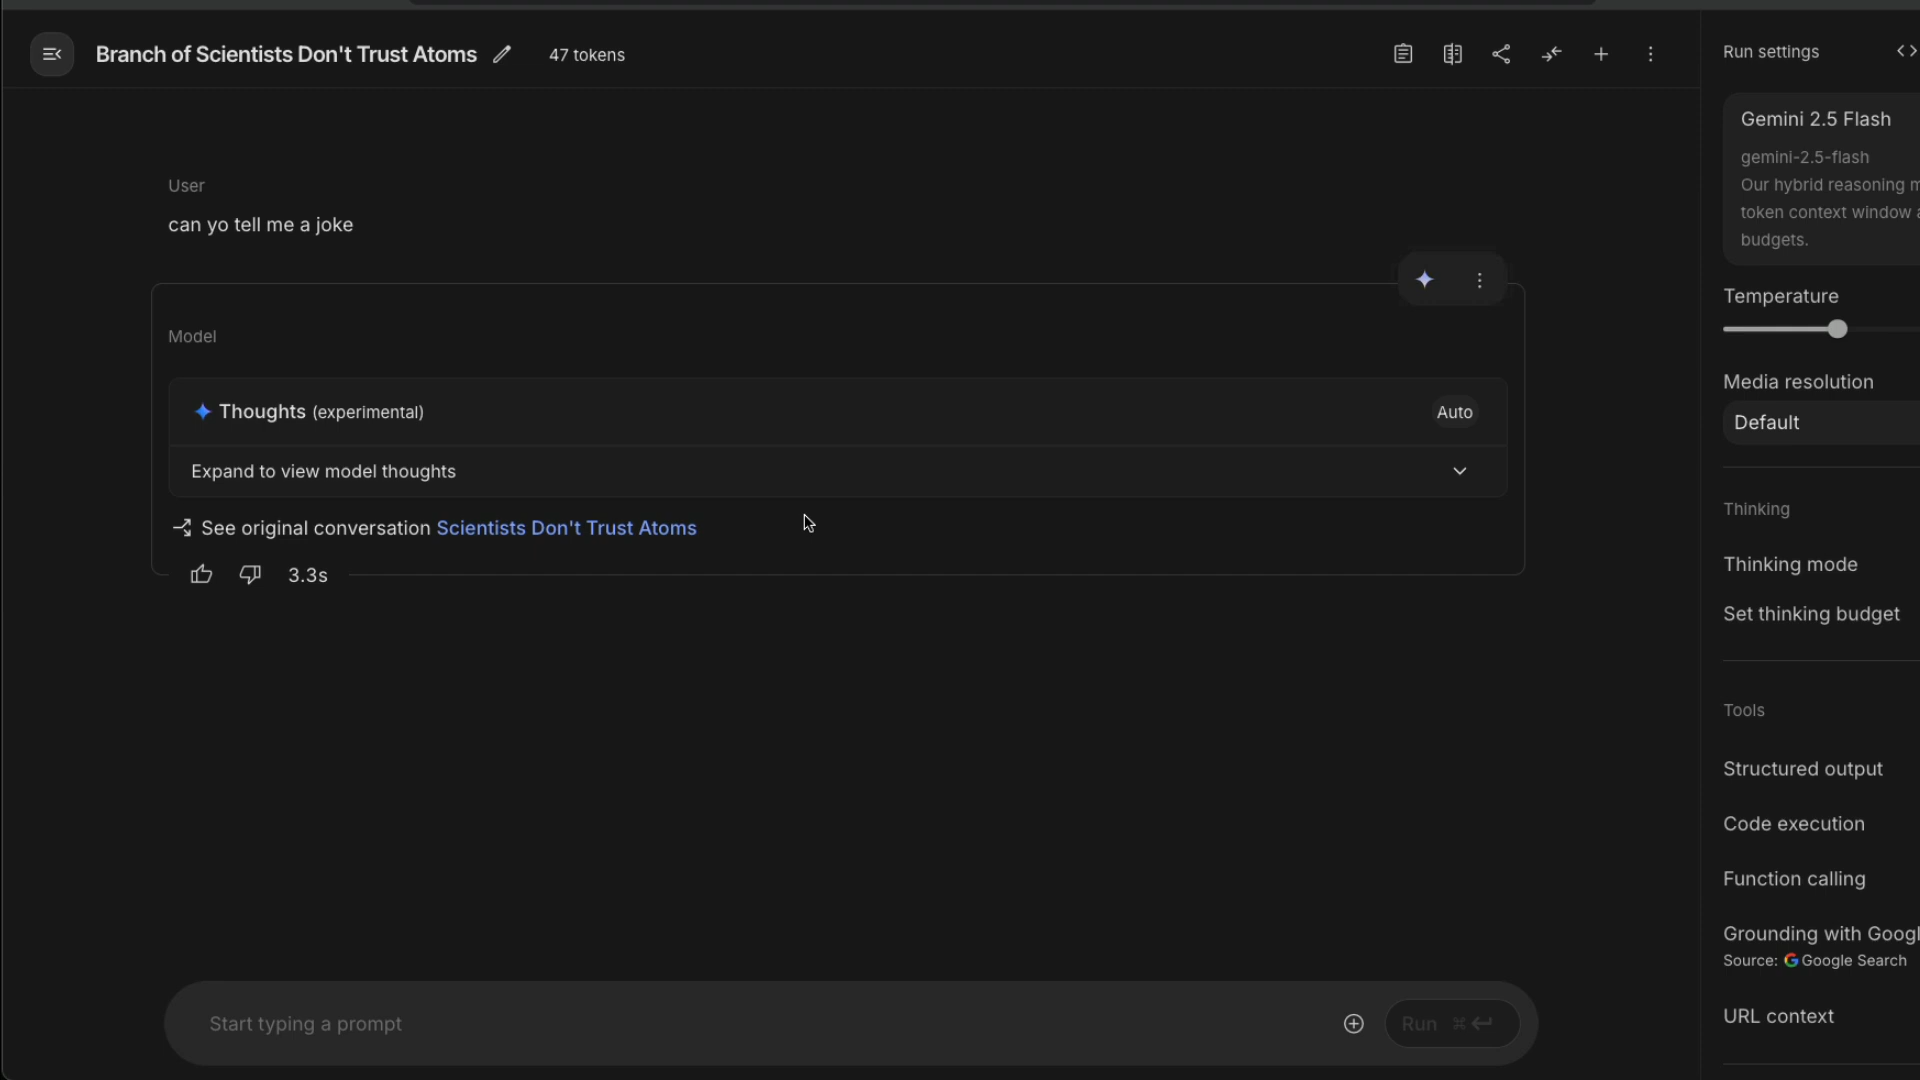 Branch of Scientists Don't Trust Atoms
47 tokens
User
can yo tell me a joke
Model
Thoughts (experimental)
Auto
Expand to view model thoughts
See original conversation Scientists Don't Trust Atoms
3.3s
Start typing a prompt
Run ⌘
Run settings
Gemini 2.5 Flash
gemini-2.5-flash
Our hybrid reasoning
token context window
budgets.
Temperature
Media resolution
Default
Thinking
Thinking mode
Set thinking budget
Tools
Structured output
Code execution
Function calling
Grounding with Googl
Source: Google Search
URL context